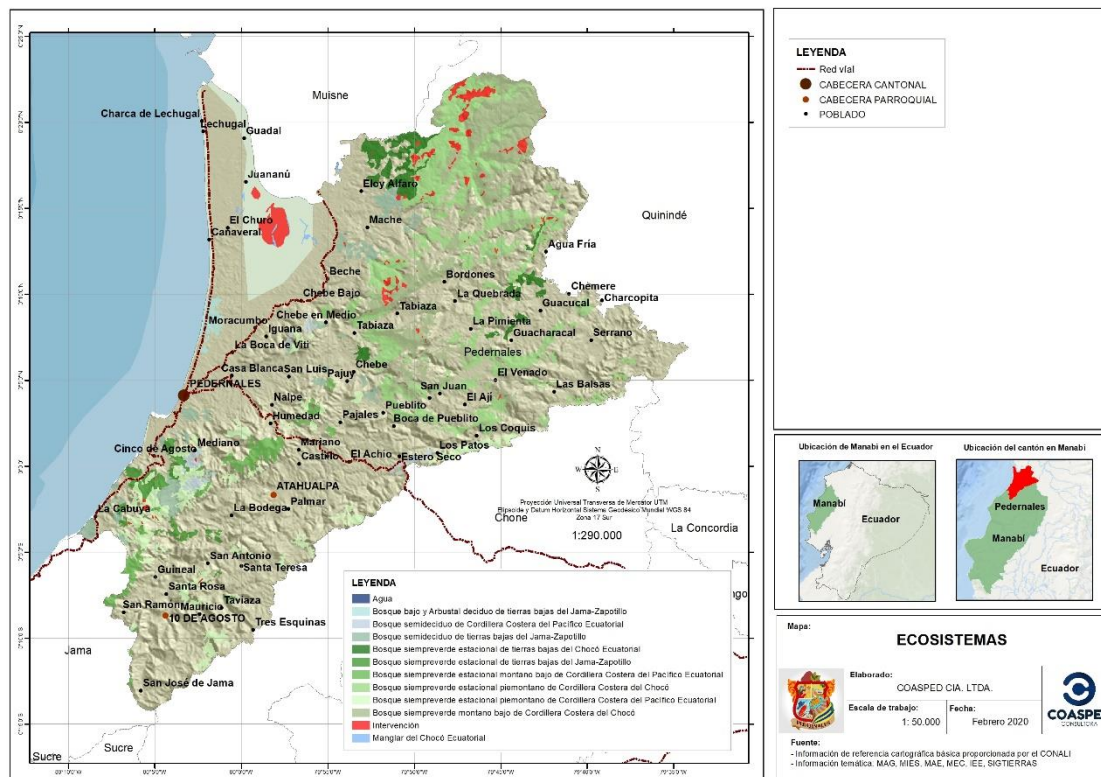 Muisne
Charca de Lechugal
Lechugal
Guadal
Juananú
Eloy Alfaro
El Churo
Mache
Cañaveral
Quinindé
Agua Fría
Beche
Bordones
Chebe Bajo
La Quebrada
Chemere
Charcopita
Moracumbo
Chebe en Medio
Tabiaza
Guacucal
Iguana
Tabiaza
La Pimienta
La Boca de Viti
Guacharacal
Serrano
Pedernales
Casa Blanca
San Luis
Pajuy
Chebe
El Venado
PEDERNALES
San Juan
Las Balsas
Nalpe
Pueblito
El Ají
Humedad
Pajales
Boca de Pueblito
Los Coquis
Cinco de Agosto
Mediano
Mariano
Los Patos
Castillo
El Achio
Estero Seco
ATAHUALPA
La Cabuya
La Bodega
Palmar
Proyección Universal Transversa de Mercator UTM
Elipsoide y Datum Horizontal Sistema Geodésico Mundial WGS 84
Zona 17 Sur
1:290.000
Chone
La Concordia
San Antonio
Guineal
Santa Teresa
Santa Rosa
San Ramón
Mauricio
Taviaza
10 DE AGOSTO
Tres Esquinas
Jama
San José de Jama
Sucre
Sucre
LEYENDA
Agua
Bosque bajo y Arbustal deciduo de tierras bajas del Jama-Zapotillo
Bosque semideciduo de Cordillera Costera del Pacífico Ecuatorial
Bosque semideciduo de tierras bajas del Jama-Zapotillo
Bosque siempreverde estacional de tierras bajas del Chocó Ecuatorial
Bosque siempreverde estacional de tierras bajas del Jama-Zapotillo
Bosque siempreverde estacional montano bajo de Cordillera Costera del Pacífico Ecuatorial
Bosque siempreverde estacional piemontano de Cordillera Costera del Chocó
Bosque siempreverde estacional piemontano de Cordillera Costera del Pacífico Ecuatorial
Bosque siempreverde montano bajo de Cordillera Costera del Chocó
Intervención
Manglar del Chocó Ecuatorial
LEYENDA
Red vial
CABECERA CANTONAL
CABECERA PARROQUIAL
POBLADO
Ubicación de Manabi en el Ecuador
Manabí
Ecuador
Ubicación del cantón en Manabi
Pedernales
Manabí
Ecuador
Mapa:
ECOSISTEMAS
Elaborado:
COASPED CIA. LTDA.
Escala de trabajo:
1: 50.000
Fecha:
Febrero 2020
COASPED
CONSULTORA
Fuente:
- Información de referencia cartográfica básica proporcionada por el CONALI
- Información temática: MAG, MIES, MAE, MEC, IEE, SIGTIERRAS